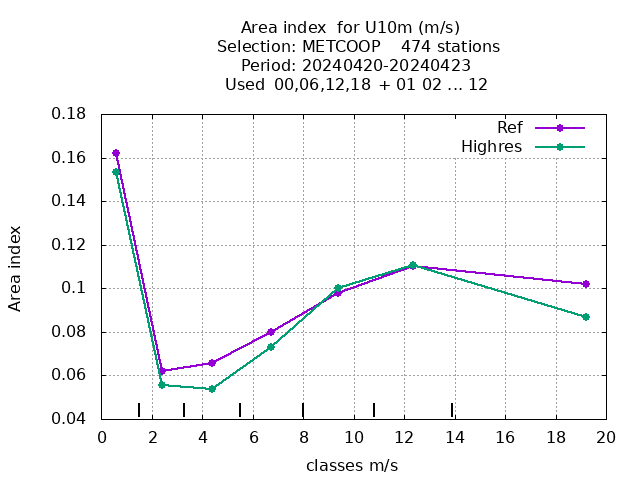 Area index  for U10m (m/s)
Selection: METCOOP    474 stations
Period: 20240420-20240423
Used  00,06,12,18  + 01 02 ... 12
0.18
Ref
Highres
0.16
0.14
0.12
0.1
0.08
0.06
0.04
Area index
0 2 4 6 8 10 12 14 16 18 20
classes m/s